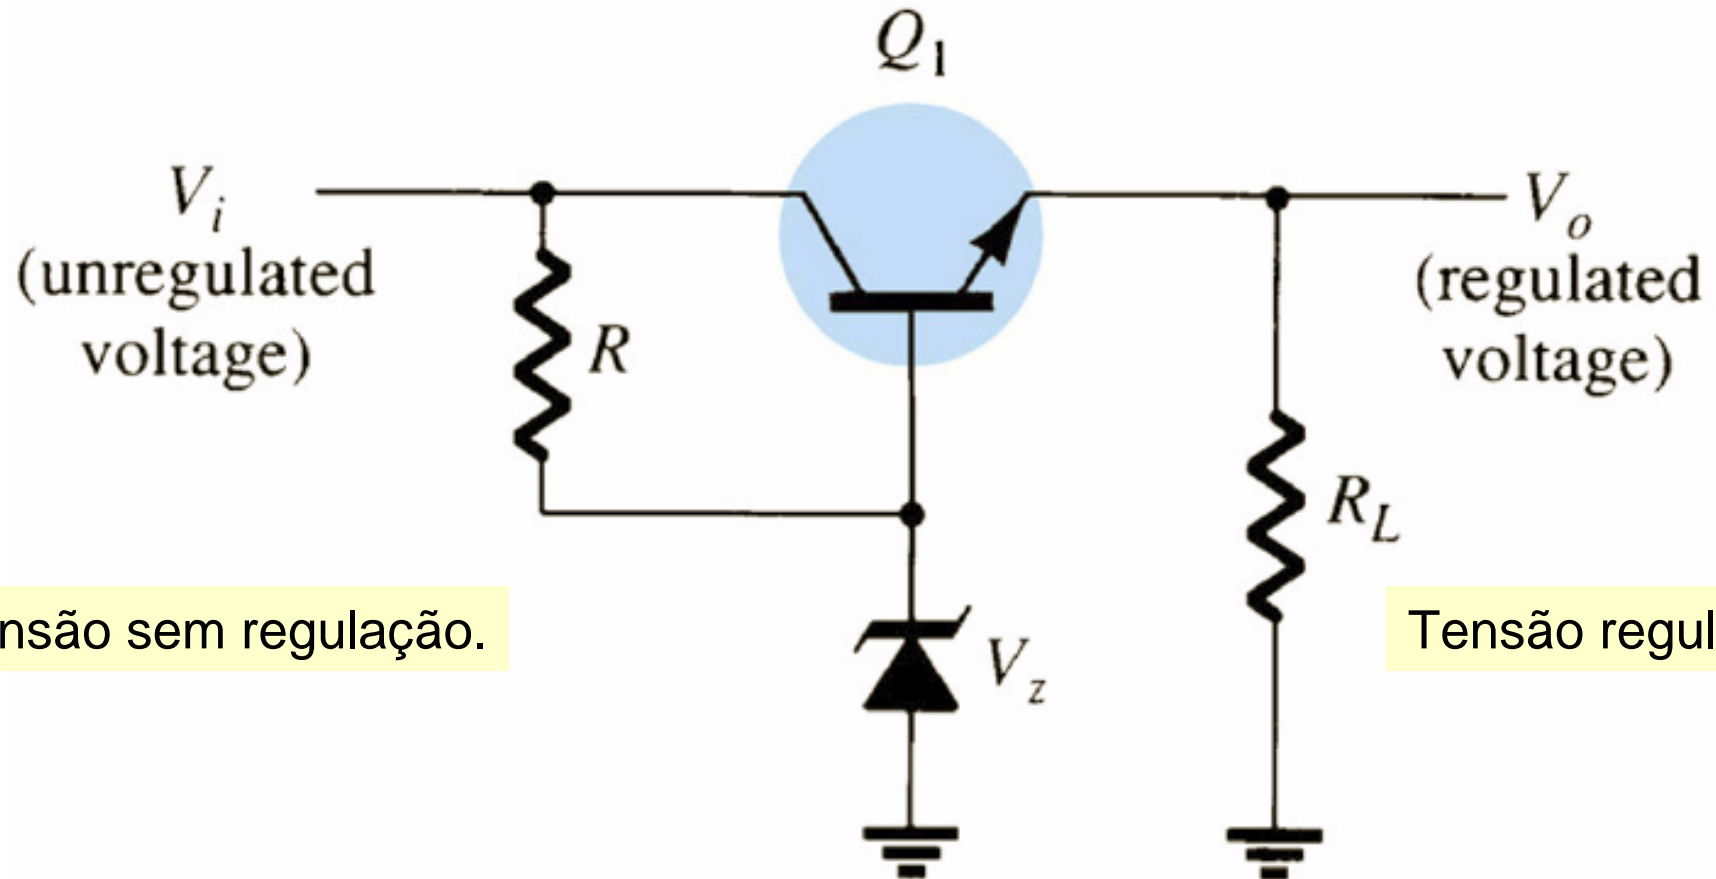 Q1
Vi
(unregulated
voltage)
R
Vo
(regulated
voltage)
RL
nsão sem regulação.
Tensão regul
Vz